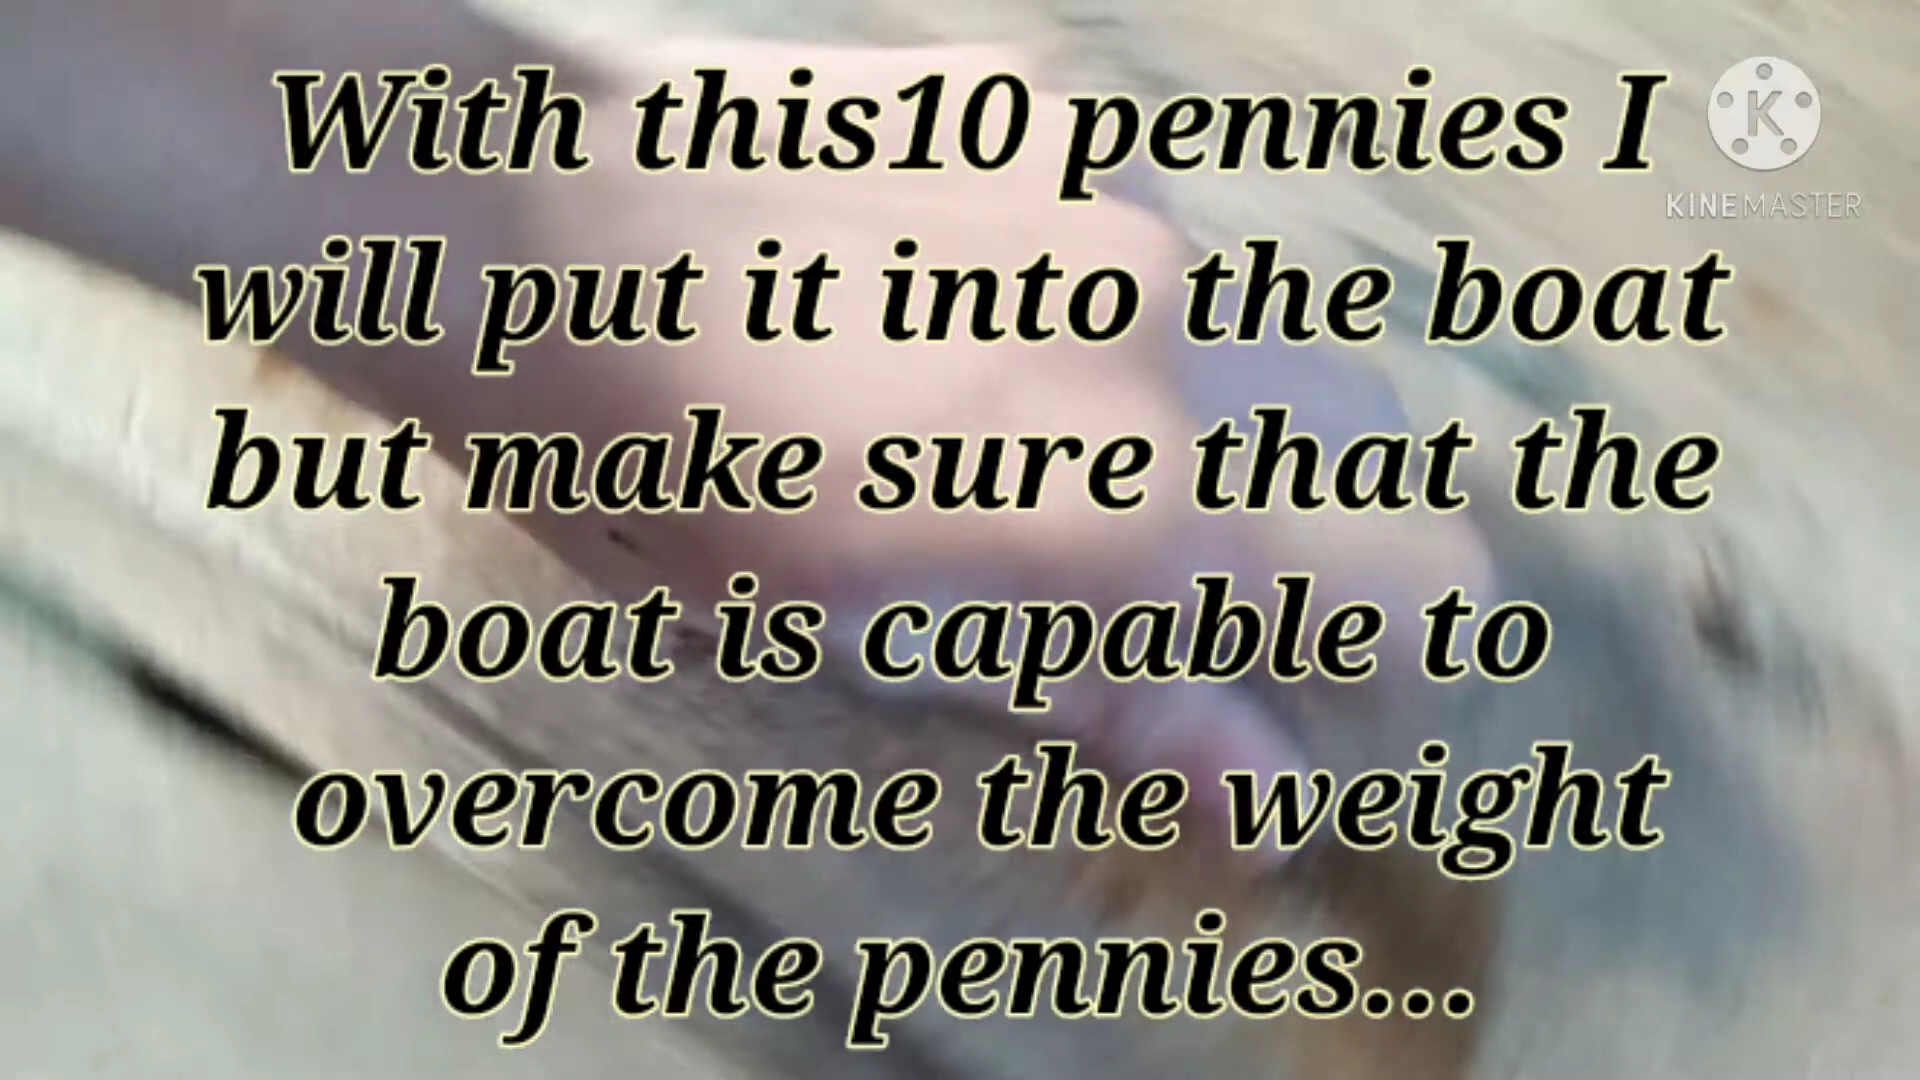 With this10 pennies I
will put it into the boat
but make sure that the
boat is capable to
overcome the weight
of the pennies...
K
KINEMASTER